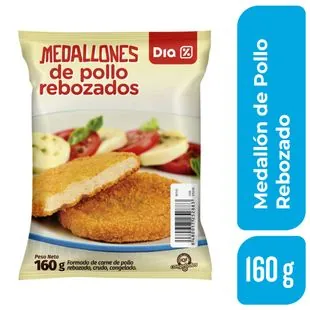 MEDALLONES
de pollo
rebozados
Dia %
Peso Neto
160 g
Formado de carne de pollo
rebozado, crudo, congelado.
Medallón de Pollo
Rebozado
160 gg